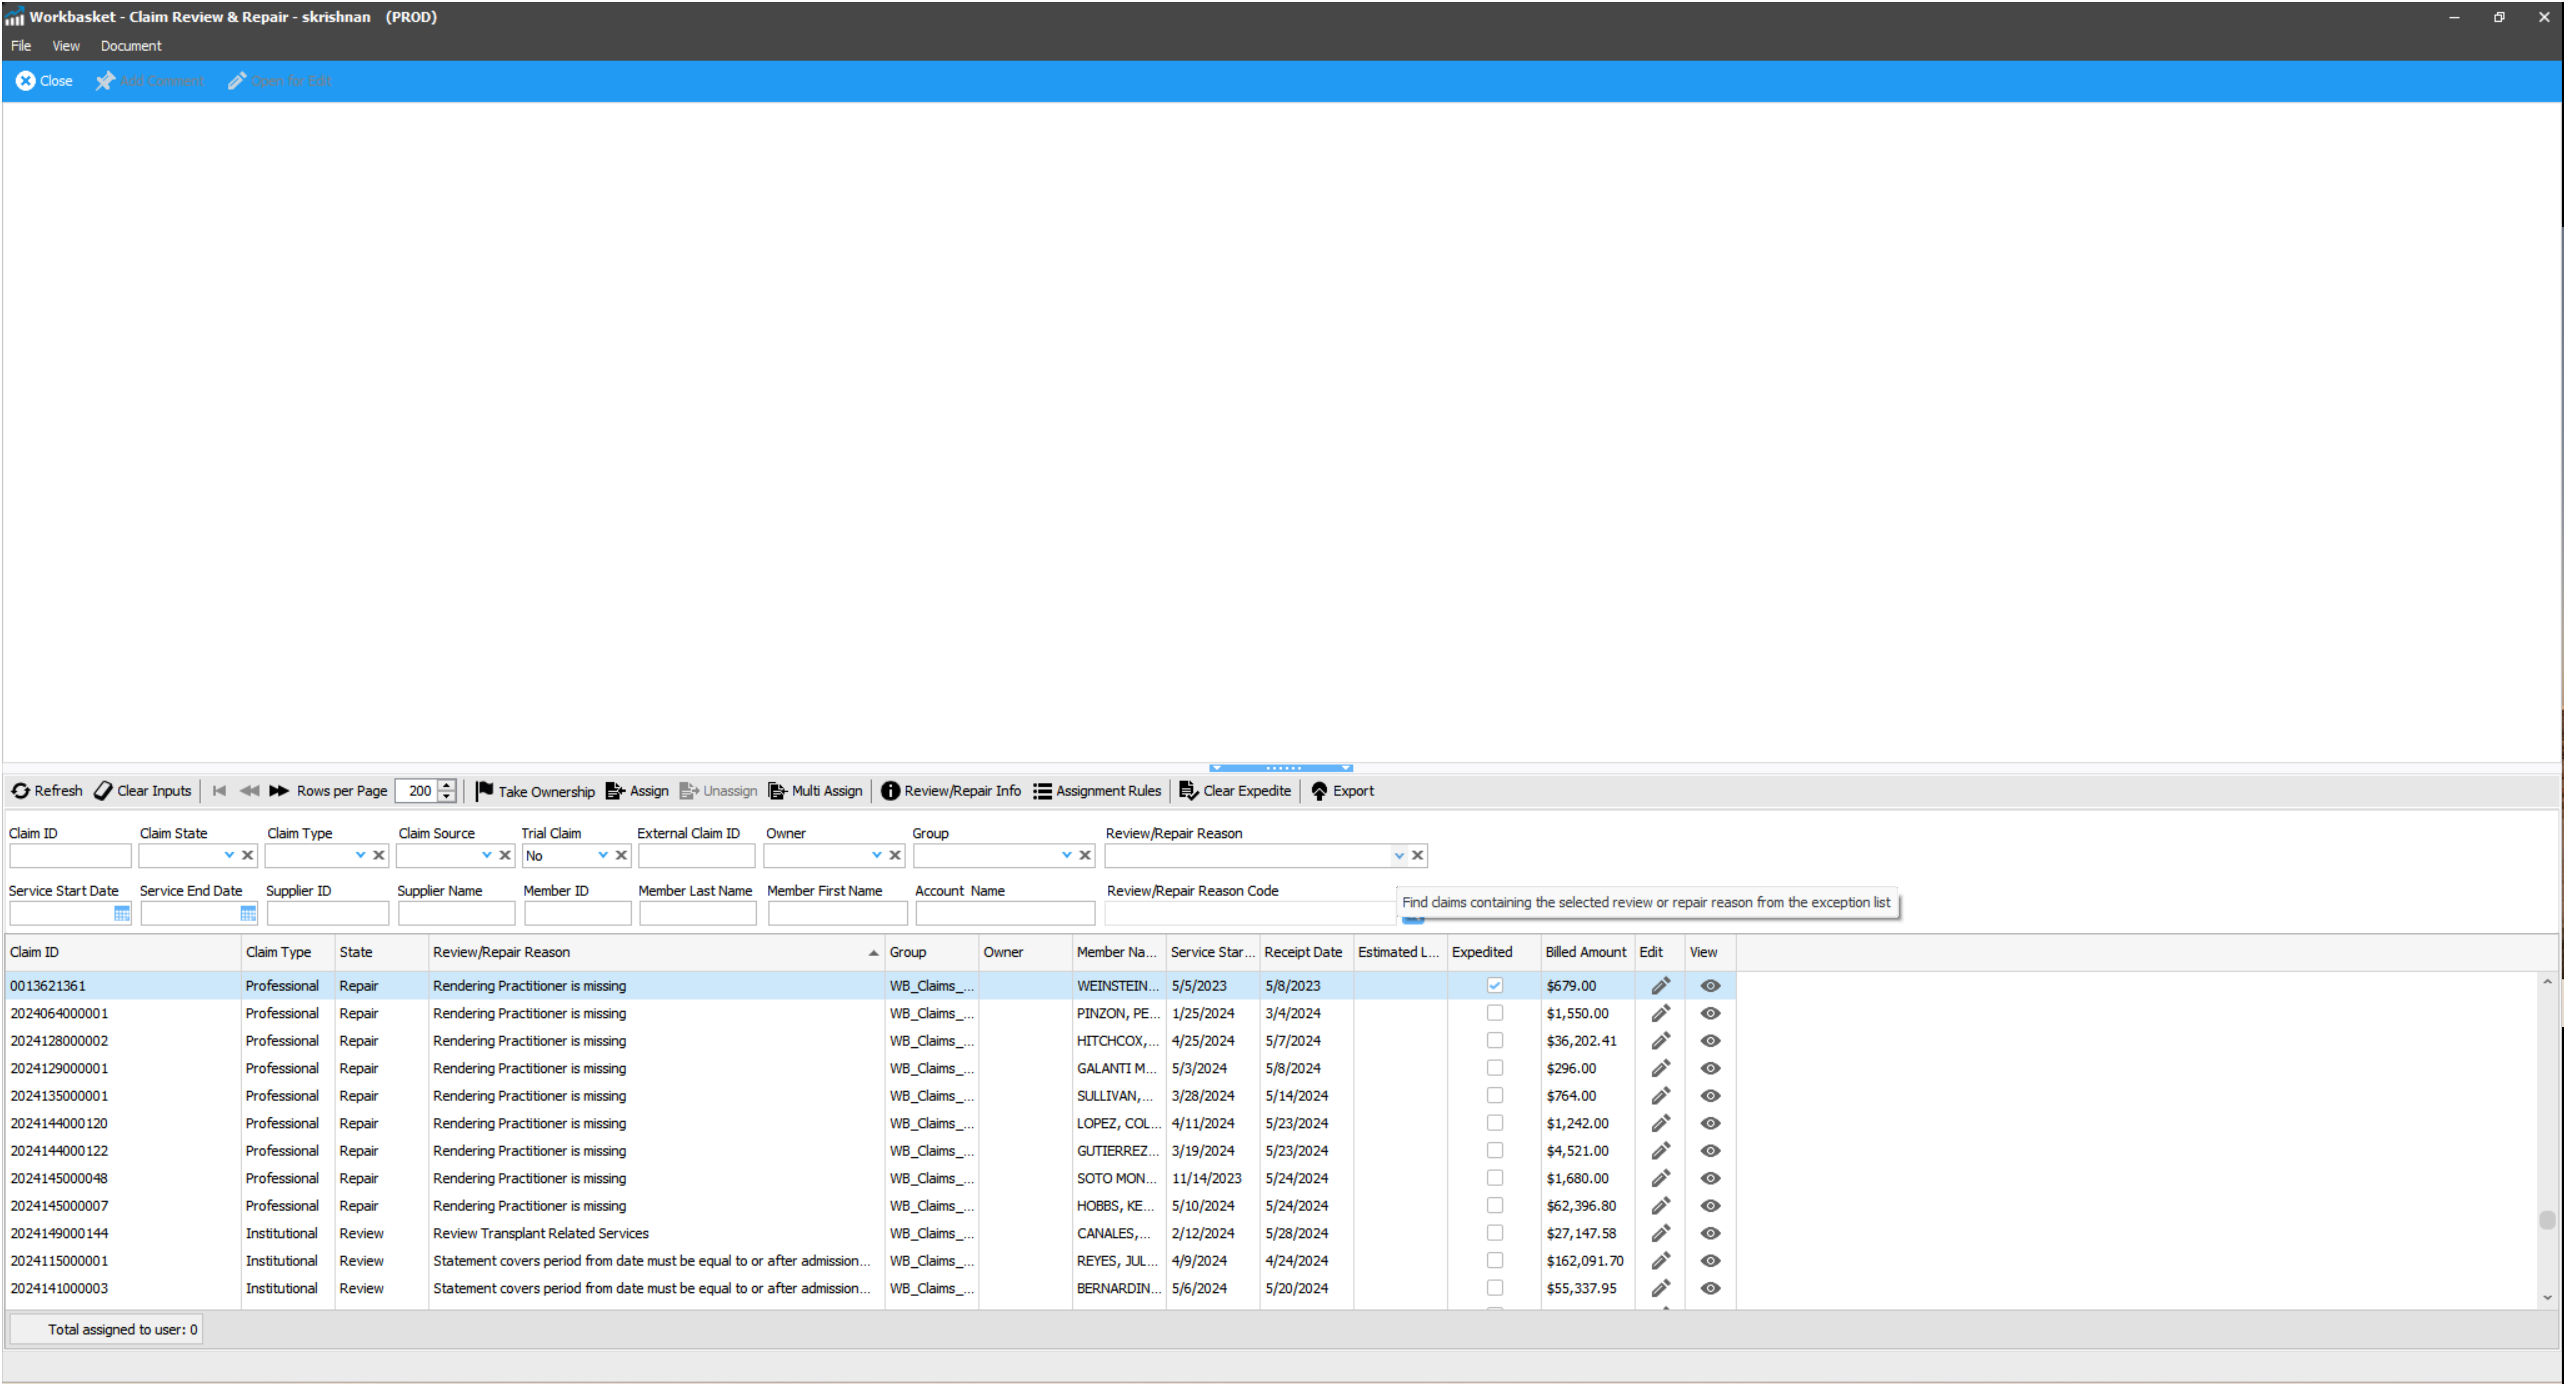 Workbasket - Claim Review & Repair - skrishnan (PROD)
File View Document
Close Add Comment Open for Edit
Refresh Clear Inputs Rows per Page 200 Take Ownership Assign Unassign Multi Assign Review/Repair Info Assignment Rules Clear Expedite Export
Claim ID Claim State Claim Type Claim Source Trial Claim External Claim ID Owner Group Review/Repair Reason
No
Service Start Date Service End Date Supplier ID Supplier Name Member ID Member Last Name Member First Name Account Name Review/Repair Reason Code
Find claims containing the selected review or repair reason from the exception list
Claim ID Claim Type State Review/Repair Reason Group Owner Member Na... Service Star... Receipt Date Estimated L... Expedited Billed Amount Edit View
0013621361 Professional Repair Rendering Practitioner is missing WB_Claims_... WEINSTEIN... 5/5/2023 5/8/2023 $679.00
2024064000001 Professional Repair Rendering Practitioner is missing WB_Claims_... PINZON, PE... 1/25/2024 3/4/2024 $1,550.00
2024128000002 Professional Repair Rendering Practitioner is missing WB_Claims_... HITCHCOX,... 4/25/2024 5/7/2024 $36,202.41
2024129000001 Professional Repair Rendering Practitioner is missing WB_Claims_... GALANTI M... 5/3/2024 5/8/2024 $296.00
2024135000001 Professional Repair Rendering Practitioner is missing WB_Claims_... SULLIVAN,... 3/28/2024 5/14/2024 $764.00
2024144000120 Professional Repair Rendering Practitioner is missing WB_Claims_... LOPEZ, COL... 4/11/2024 5/23/2024 $1,242.00
2024144000122 Professional Repair Rendering Practitioner is missing WB_Claims_... GUTIERREZ... 3/19/2024 5/23/2024 $4,521.00
2024145000048 Professional Repair Rendering Practitioner is missing WB_Claims_... SOTO MON... 11/14/2023 5/24/2024 $1,680.00
2024145000007 Professional Repair Rendering Practitioner is missing WB_Claims_... HOBBS, KE... 5/10/2024 5/24/2024 $62,396.80
2024149000144 Institutional Review Review Transplant Related Services WB_Claims_... CANALES,... 2/12/2024 5/28/2024 $27,147.58
2024115000001 Institutional Review Statement covers period from date must be equal to or after admission... WB_Claims_... REYES, JUL... 4/9/2024 4/24/2024 $162,091.70
2024141000003 Institutional Review Statement covers period from date must be equal to or after admission... WB_Claims_... BERNARDIN... 5/6/2024 5/20/2024 $55,337.95
Total assigned to user: 0